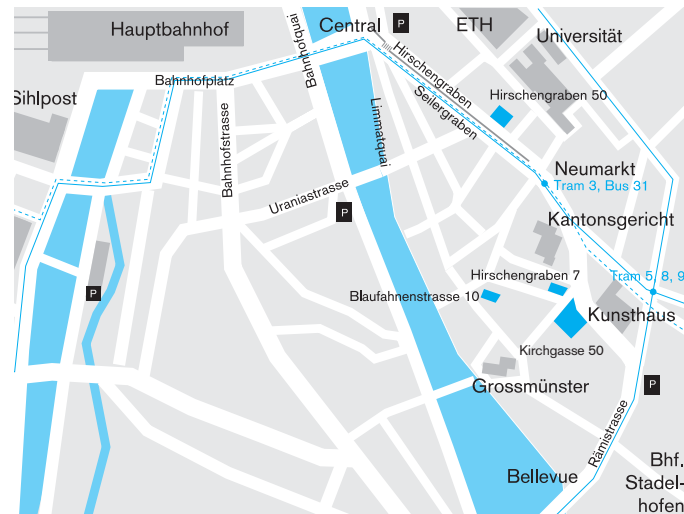 Hauptbahnhof
Central
P
ETH
Universität
Bahnhofquai
Hirschengraben
Bahnhofplatz
Sihlpost
Seilergraben
Hirschengraben 50
Limmatquai
Bahnhofstrasse
Neumarkt
Tram 3, Bus 31
Uraniastrasse
P
Kantonsgericht
Hirschengraben 7
Tram 5, 8, 9
P
Blaufahnenstrasse 10
Kunsthaus
Kirchgasse 50
Grossmünster
P
Rämistrasse
Bellevue
Bhf.
Stadel-
hofen